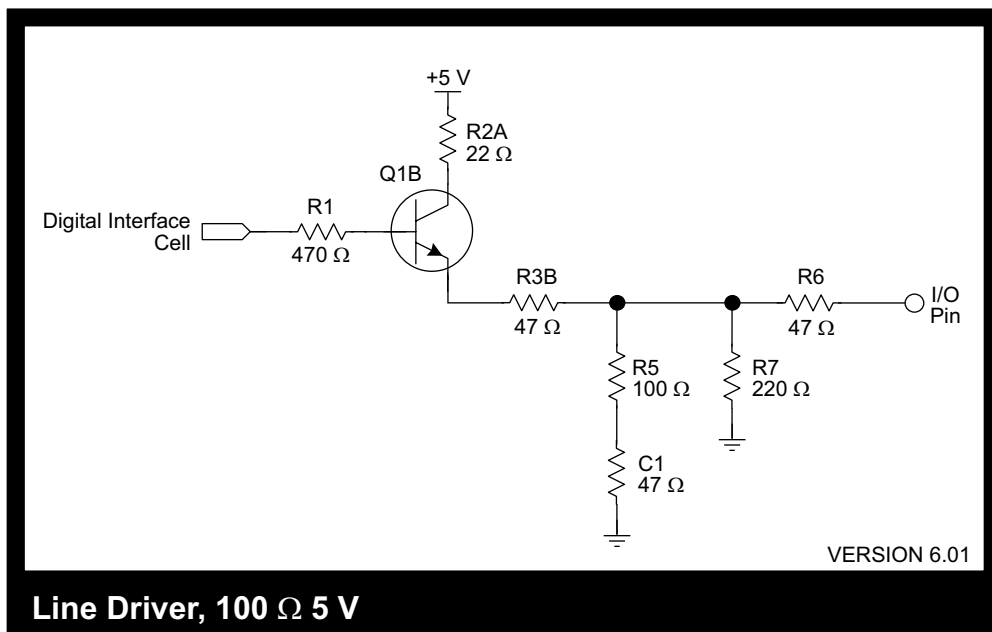 +5 V
R2A
22 Ω
Q1B
Digital Interface
Cell
R1
470 Ω
R3B
47 Ω
R6
47 Ω
I/O
Pin
R5
100 Ω
R7
220 Ω
C1
47 Ω
VERSION 6.01
Line Driver, 100 Ω 5 V